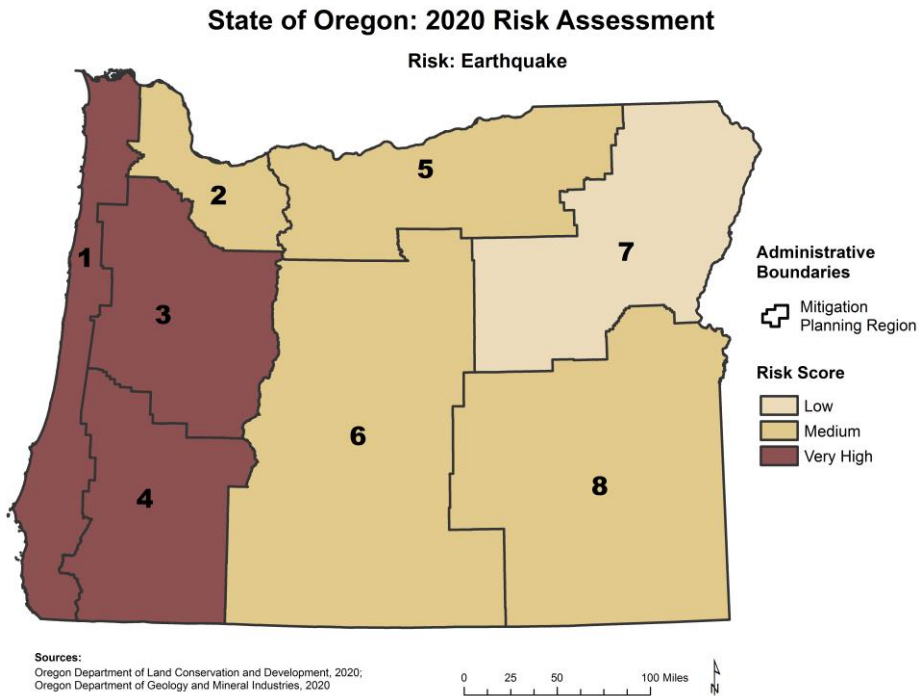 State of Oregon: 2020 Risk Assessment
Risk: Earthquake
1
2
3
4
5
6
7
8
Administrative
Boundaries
Mitigation
Planning Region
Risk Score
Low
Medium
Very High
Sources:
Oregon Department of Land Conservation and Development, 2020;
Oregon Department of Geology and Mineral Industries, 2020
0 25 50 100 Miles
N